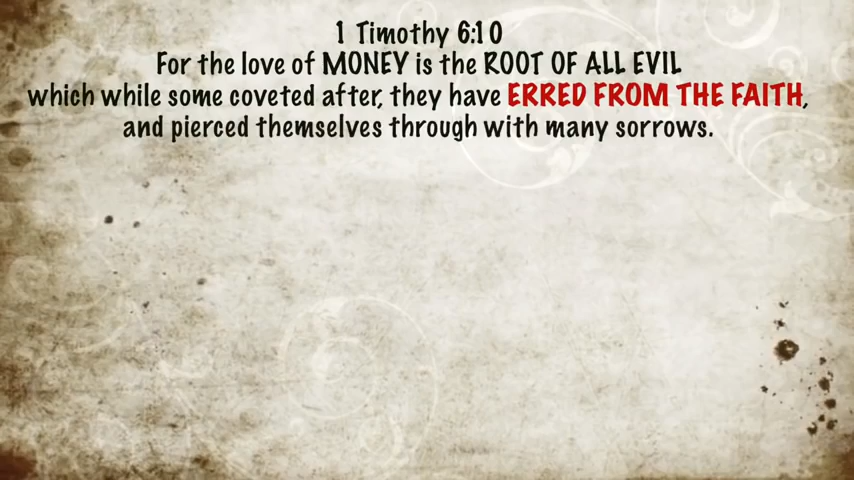 1 Timothy 6:10
For the love of MONEY is the ROOT OF ALL EVIL
which while some coveted after, they have ERRED FROM THE FAITH,
and pierced themselves through with many sorrows.